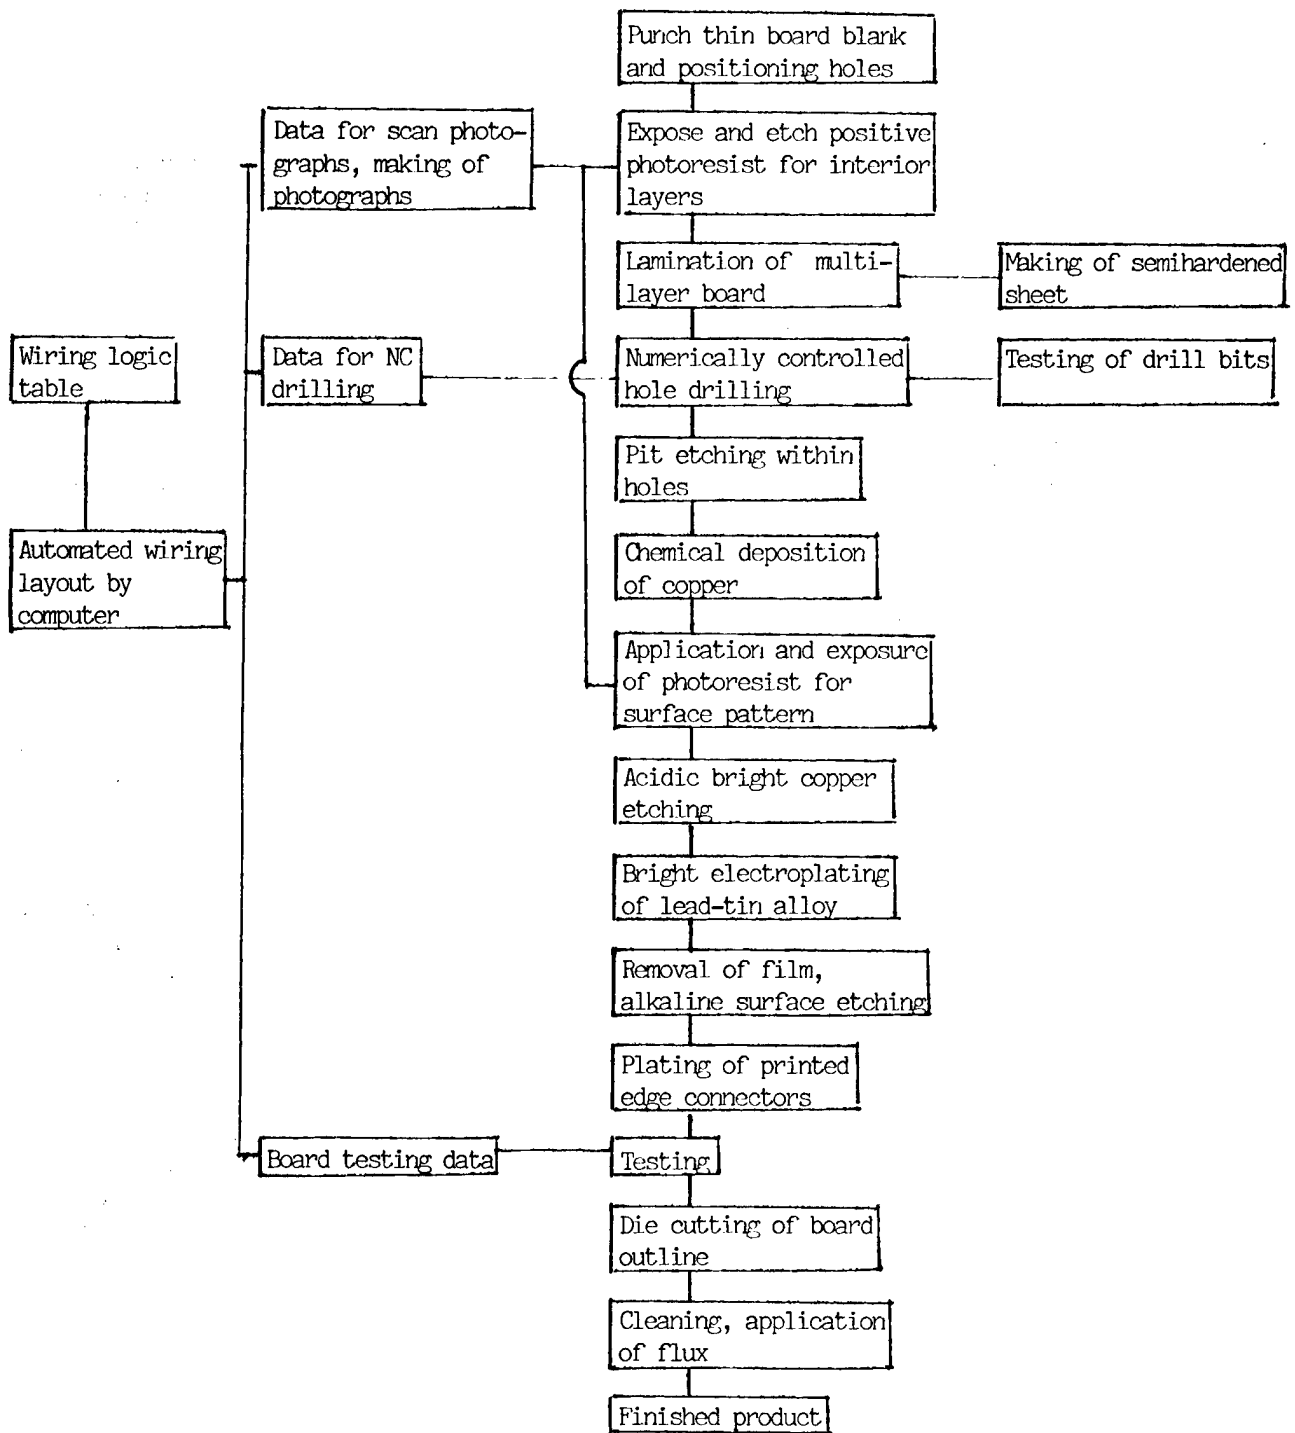 Punch thin board blank
and positioning holes
Data for scan photo-
graphs, making of
photographs
Expose and etch positive
photoresist for interior
layers
Lamination of multi-
layer board
Making of semihardened
sheet
Wiring logic
table
Data for NC
drilling
Numerically controlled
hole drilling
Testing of drill bits
Pit etching within
holes
Automated wiring
layout by
computer
Chemical deposition
of copper
Application and exposure
of photoresist for
surface pattern
Acidic bright copper
etching
Bright electroplating
of lead-tin alloy
Removal of film,
alkaline surface etching
Plating of printed
edge connectors
Board testing data
Testing
Die cutting of board
outline
Cleaning, application
of flux
Finished product